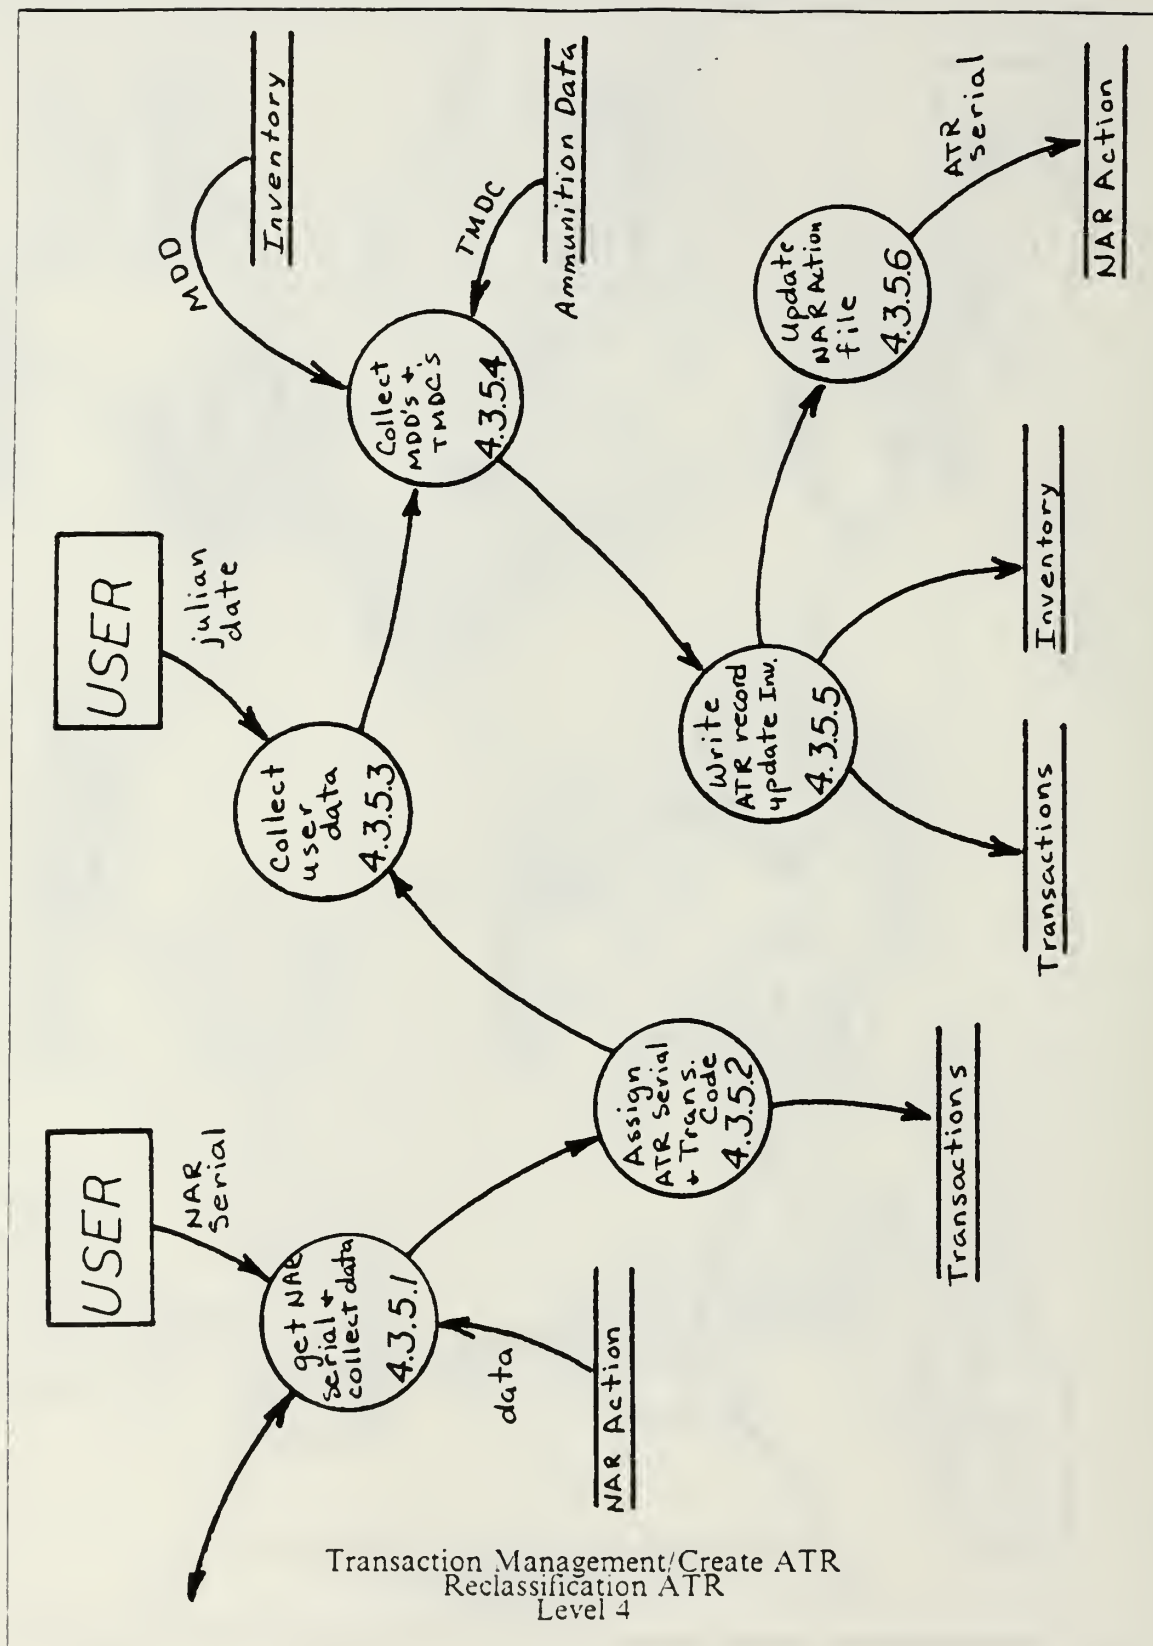 USER
NAR
Serial
get NAR
serial +
collect data
4.3.5.1
data
NAR Action
Assign
ATR Serial
+ Trans.
Code
4.3.5.2
Transactions
USER
julian
date
Collect
user
data
4.3.5.3
MDD
Inventory
TMDC
Ammunition Data
Collect
MDD's +
TMDC's
4.3.5.4
Write
ATR record
update Inv.
4.3.5.5
Transactions
Inventory
Update
NAR Action
file
4.3.5.6
ATR
serial
NAR Action
Transaction Management/Create ATR
Reclassification ATR
Level 4